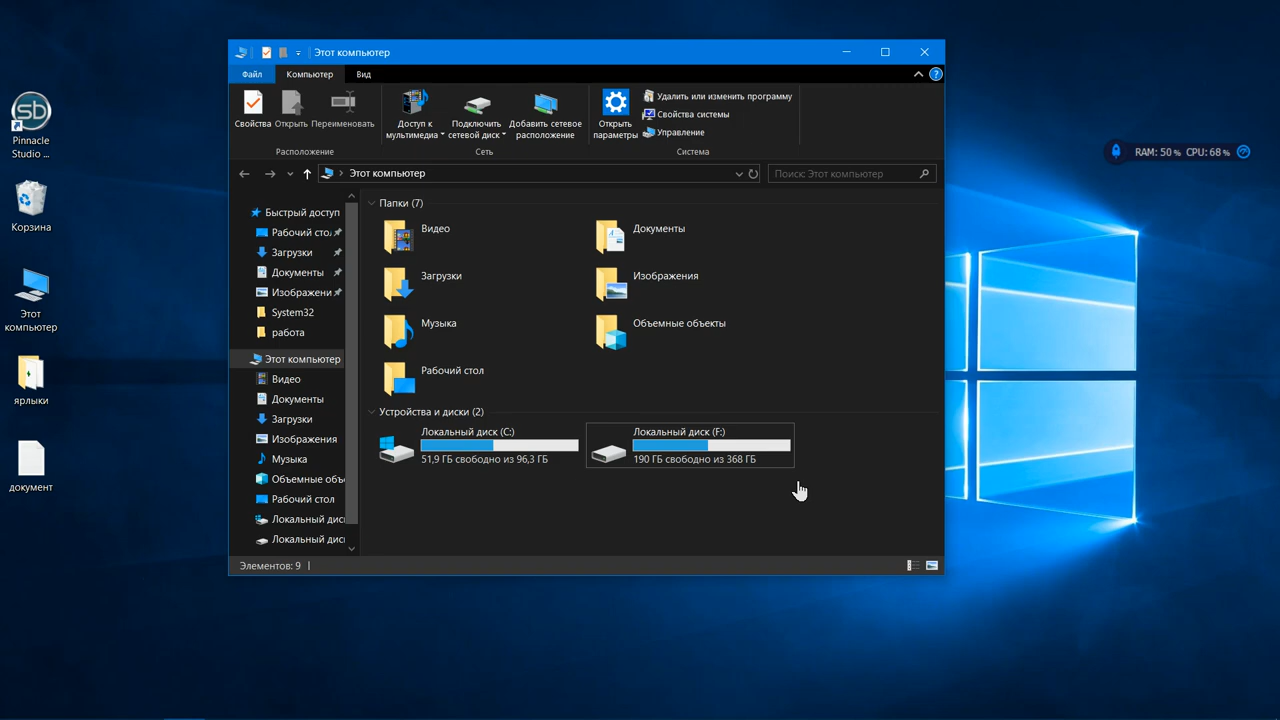 Этот компьютер
Файл
Компьютер
Вид
Свойства
Открыть
Переименовать
Доступ к
мультимедиа
Подключить
сетевой диск
Добавить сетевое
расположение
Открыть
параметры
Удалить или изменить программу
Свойства системы
Управление
Расположение
Сеть
Система
Этот компьютер
Поиск: Этот компьютер
Быстрый доступ
Рабочий сто
Загрузки
Документы
Изображени
System32
работа
Этот компьютер
Видео
Документы
Загрузки
Изображения
Музыка
Объемные объ
Рабочий стол
Локальный дис
Локальный дис
Папки (7)
Видео
Документы
Загрузки
Изображения
Музыка
Объемные объекты
Рабочий стол
Устройства и диски (2)
Локальный диск (C:)
51,9 ГБ свободно из 96,3 ГБ
Локальный диск (F:)
190 ГБ свободно из 368 ГБ
Элементов: 9
sb
Pinnacle
Studio ...
Корзина
Этот
компьютер
ярлыки
документ
RAM: 50 % CPU: 68 %